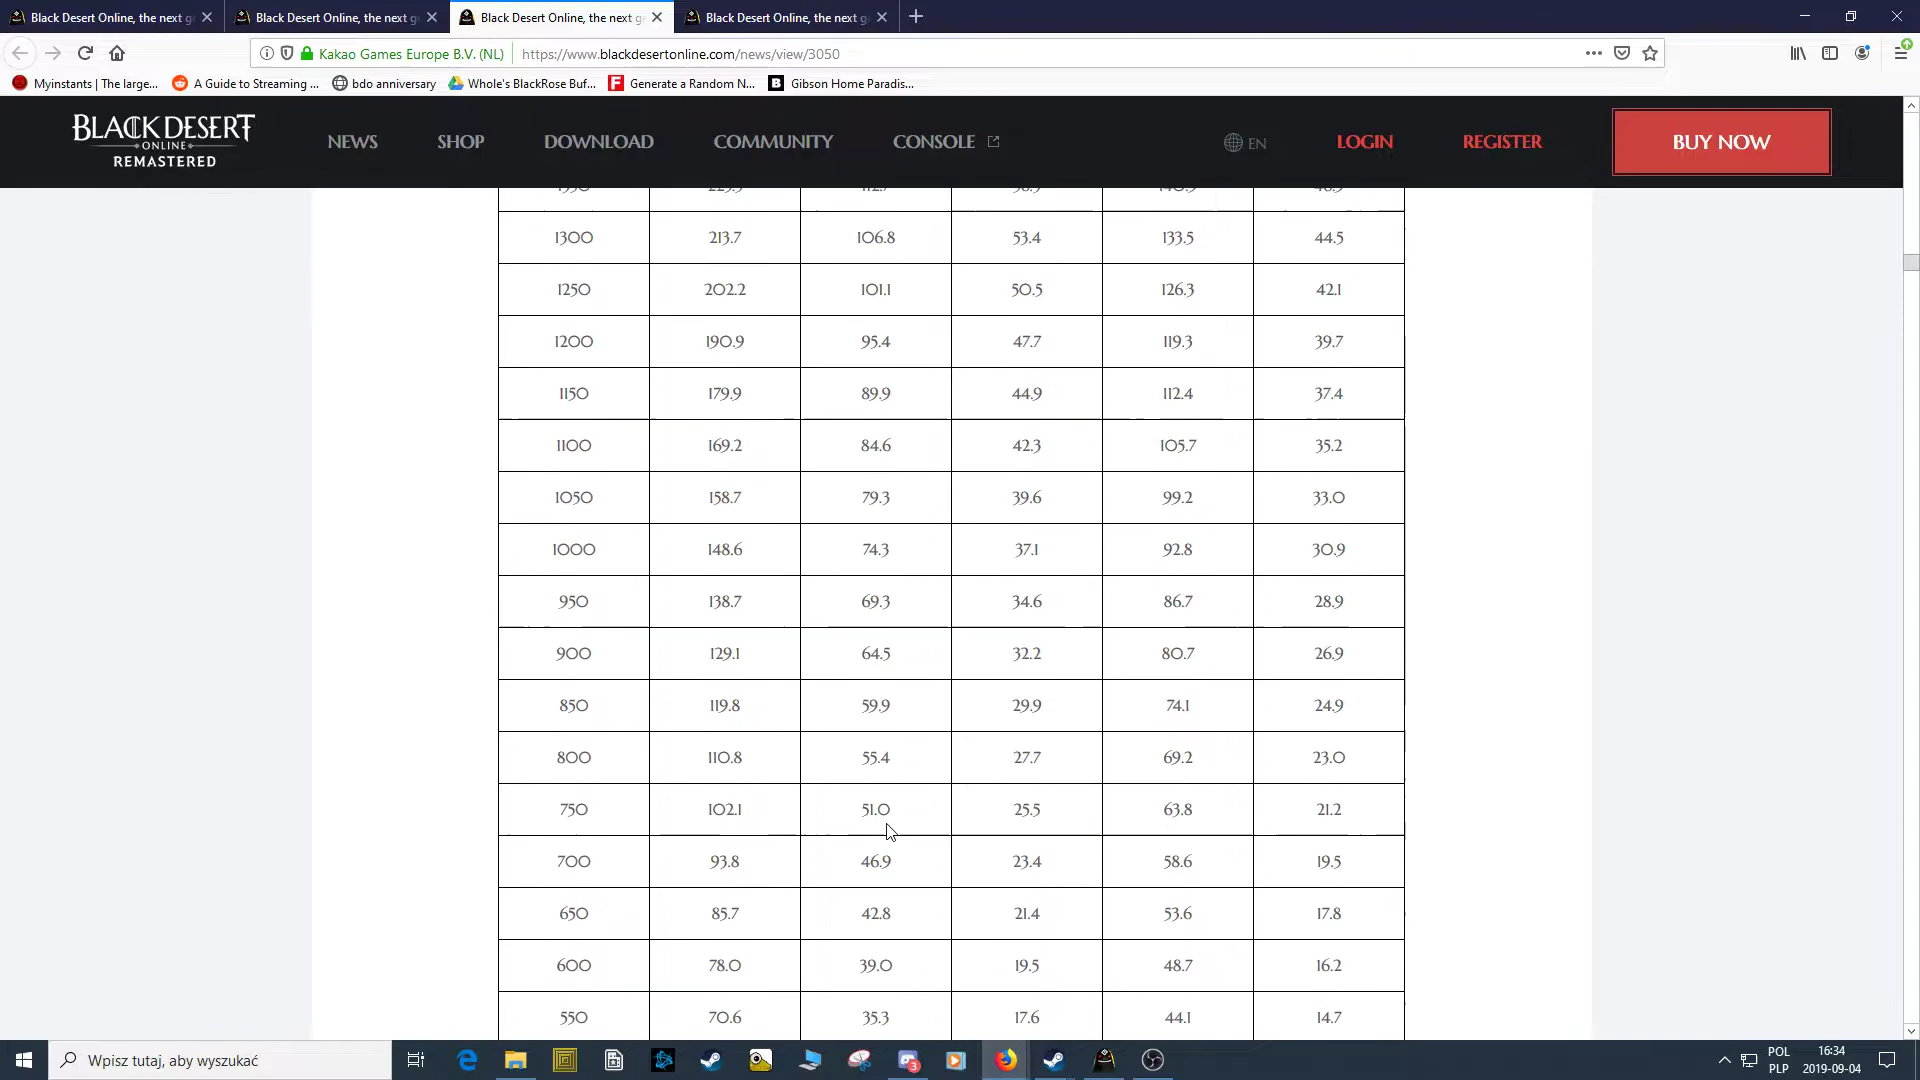 Black Desert Online, the next g
Black Desert Online, the next g
Black Desert Online, the next g
Black Desert Online, the next g
Kakao Games Europe B.V. (NL) https://www.blackdesertonline.com/news/view/3050
Myinstants | The large... A Guide to Streaming ... bdo anniversary Whole's BlackRose Buf... F Generate a Random N... B Gibson Home Paradis...
BLACK DESERT
ONLINE
REMASTERED
NEWS SHOP DOWNLOAD COMMUNITY CONSOLE EN LOGIN REGISTER BUY NOW
1300 213.7 106.8 53.4 133.5 44.5
1250 202.2 101.1 50.5 126.3 42.1
1200 190.9 95.4 47.7 119.3 39.7
1150 179.9 89.9 44.9 112.4 37.4
1100 169.2 84.6 42.3 105.7 35.2
1050 158.7 79.3 39.6 99.2 33.0
1000 148.6 74.3 37.1 92.8 30.9
950 138.7 69.3 34.6 86.7 28.9
900 129.1 64.5 32.2 80.7 26.9
850 119.8 59.9 29.9 74.1 24.9
800 110.8 55.4 27.7 69.2 23.0
750 102.1 51.0 25.5 63.8 21.2
700 93.8 46.9 23.4 58.6 19.5
650 85.7 42.8 21.4 53.6 17.8
600 78.0 39.0 19.5 48.7 16.2
550 70.6 35.3 17.6 44.1 14.7
Wpisz tutaj, aby wyszukać
3
POL
PLP
16:34
2019-09-04